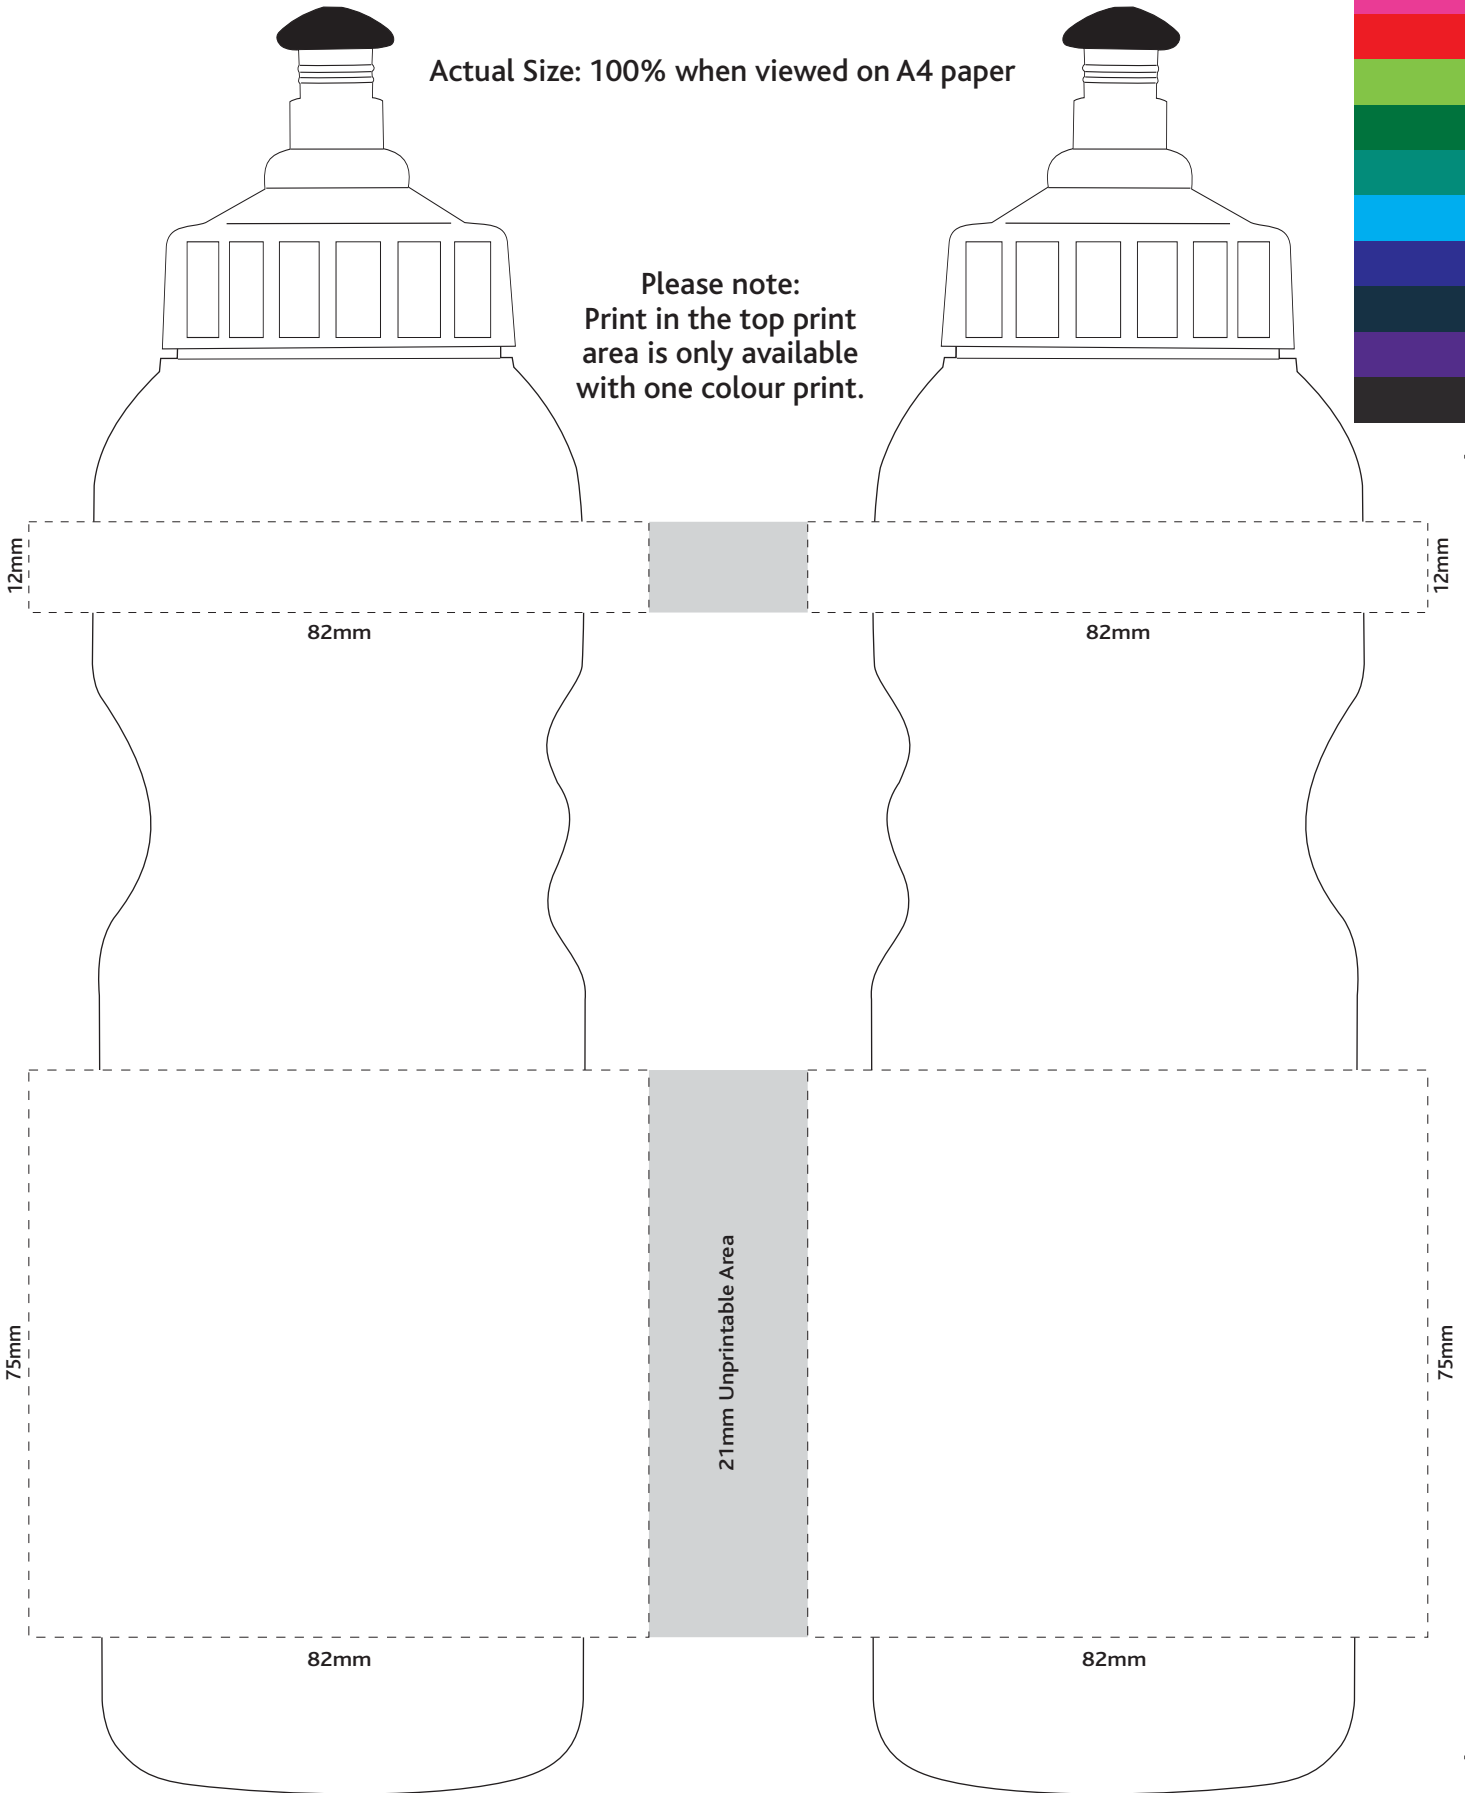 Actual Size: 100% when viewed on A4 paper
Please note:
Print in the top print
area is only available
with one colour print.
12mm
12mm
82mm
82mm
21mm Unprintable Area
75mm
75mm
82mm
82mm